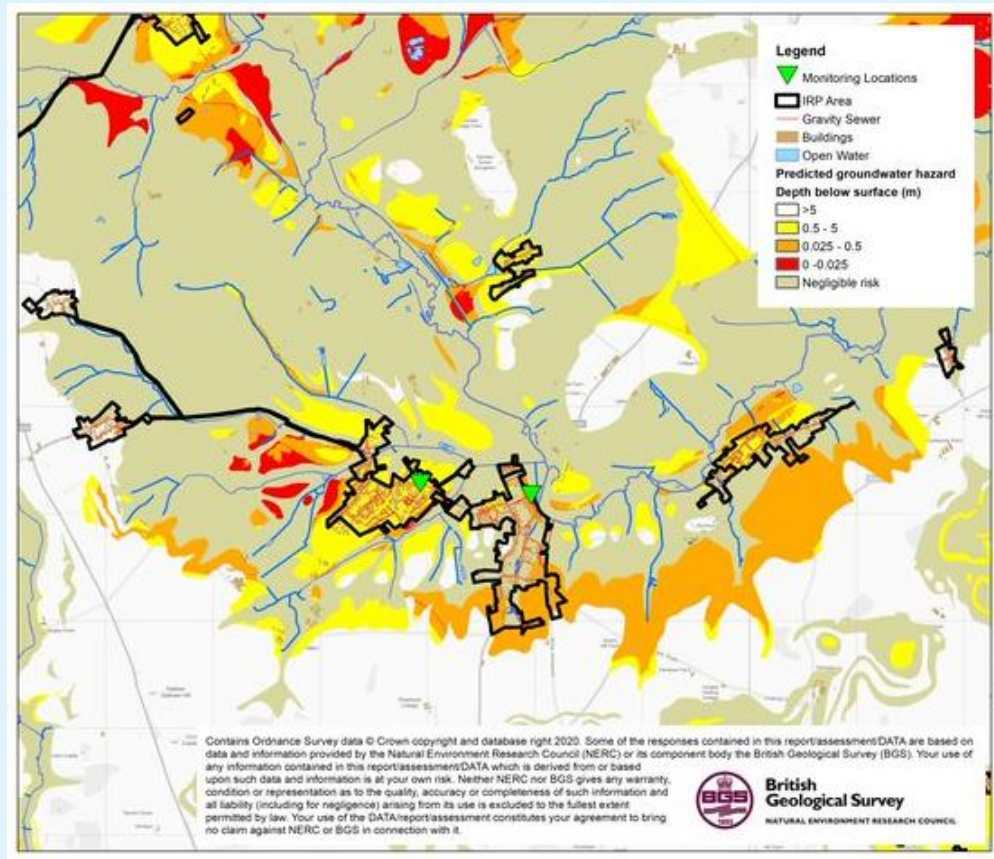 Legend
Monitoring Locations
IRP Area
Gravity Sewer
Buildings
Open Water
Predicted groundwater hazard
Depth below surface (m)
>5
0.5 - 5
0.025 - 0.5
0 -0.025
Negligible risk
Contains Ordnance Survey data © Crown copyright and database right 2020. Some of the responses contained in this report/assessment/DATA are based on
data and information provided by the Natural Environment Research Council (NERC) or its component body the British Geological Survey (BGS). Your use of
any information contained in this report/assessment/DATA which is derived from or based
upon such data and information is at your own risk. Neither NERC nor BGS gives any warranty,
condition or representation as to the quality, accuracy or completeness of such information and
all liability (including for negligence) arising from its use is excluded to the fullest extent
permitted by law. Your use of the DATA/report/assessment constitutes your agreement to bring
no claim against NERC or BGS in connection with it.
BGS
British
Geological Survey
NATURAL ENVIRONMENT RESEARCH COUNCIL